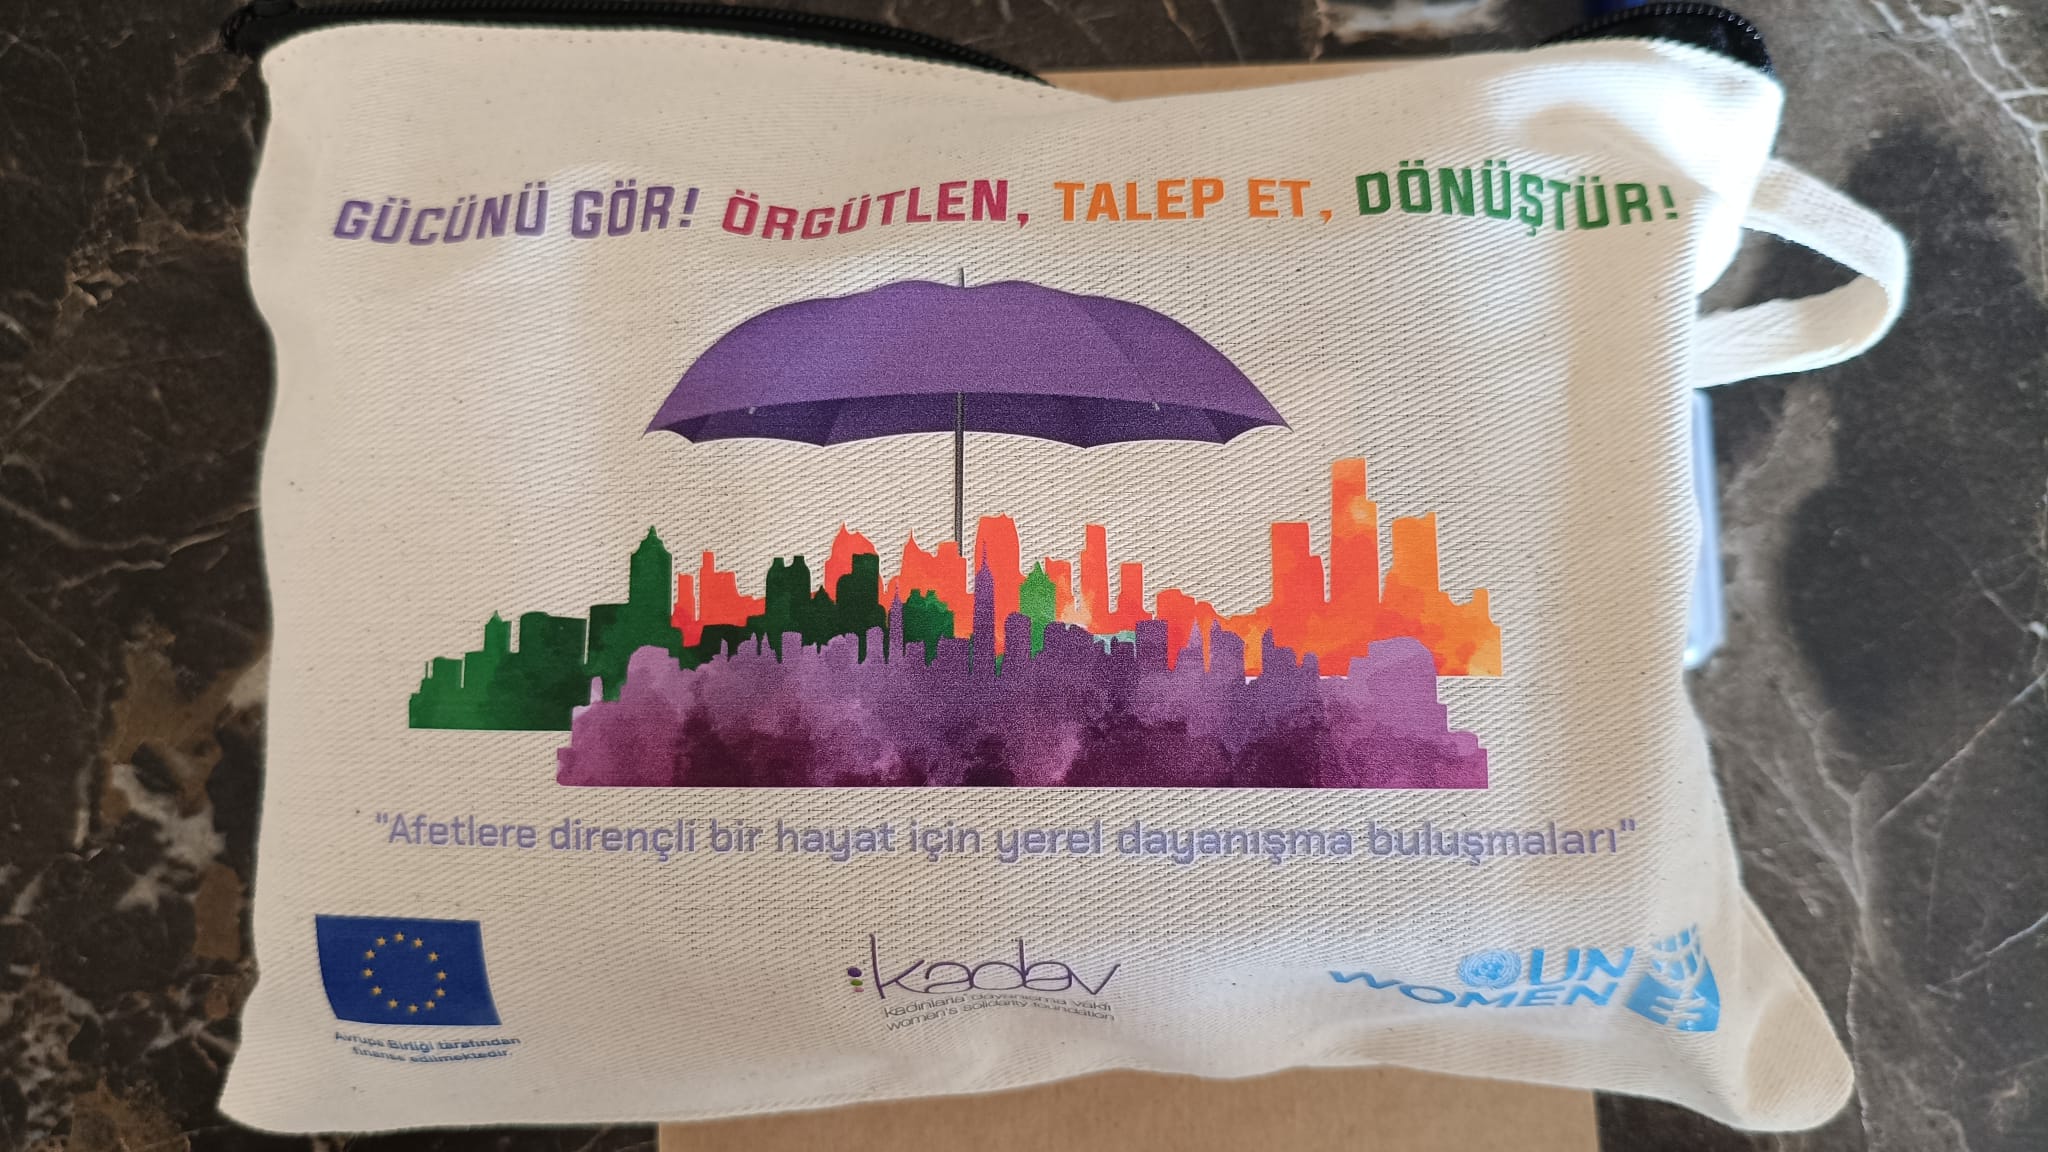 GÜCÜNÜ GÖR! ÖRGÜTLEN, TALEP ET, DÖNÜŞTÜR!
"Afetlere dirençli bir hayat için yerel dayanışma buluşmaları"
Avrupa Birliği tarafından
finanse edilmektedir
kadav
kadınlarla dayanışma vakfı
women's solidarity foundation
UN
WOMEN